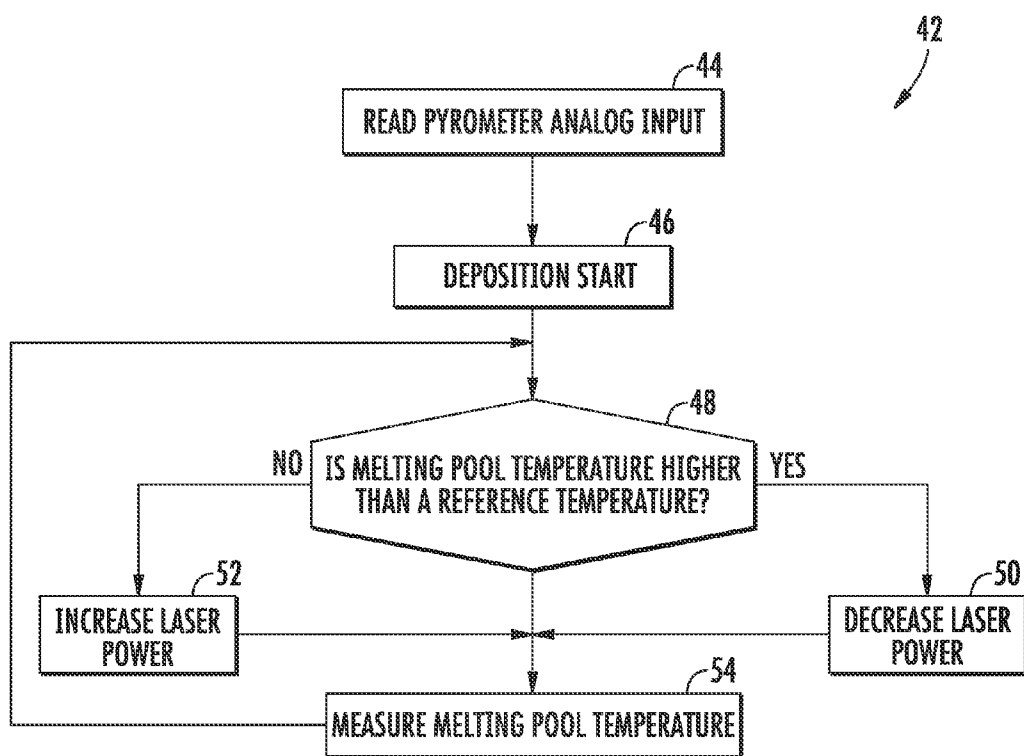 42
44
READ PYROMETER ANALOG INPUT
46
DEPOSITION START
48
NO
IS MELTING POOL TEMPERATURE HIGHER
THAN A REFERENCE TEMPERATURE?
YES
52
INCREASE LASER
POWER
50
DECREASE LASER
POWER
54
MEASURE MELTING POOL TEMPERATURE